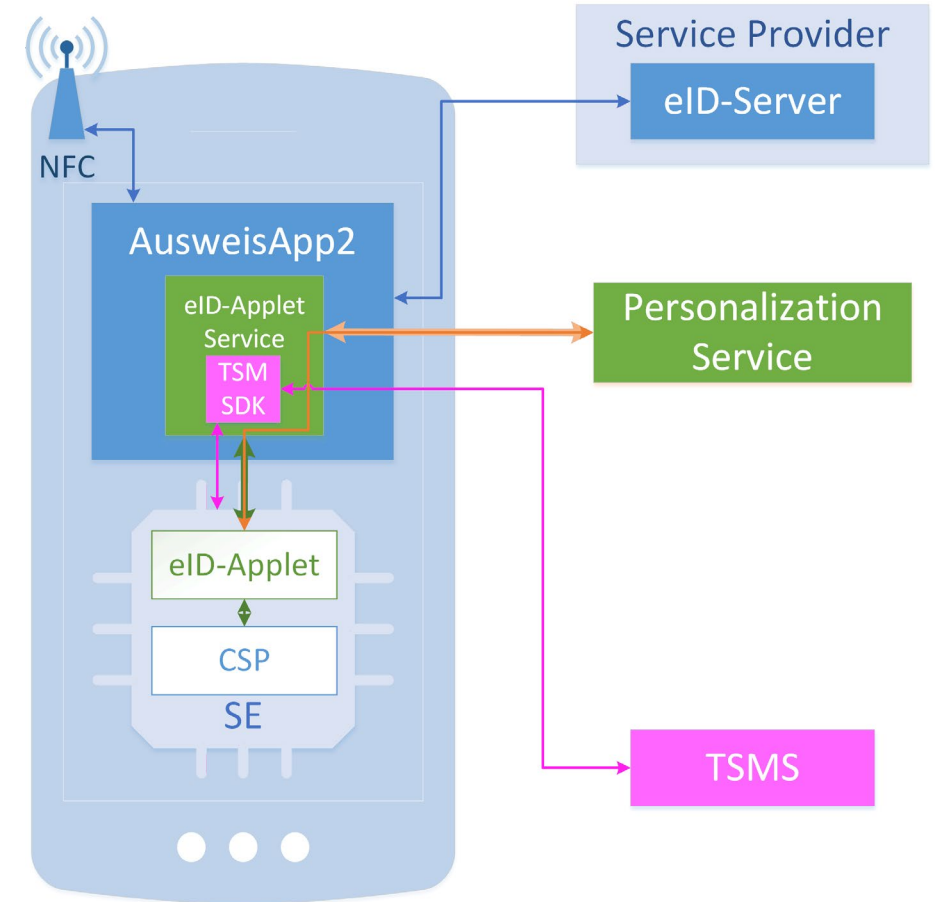 Service Provider
eID-Server
NFC
AusweisApp2
eID-Applet
Service
TSM
SDK
Personalization
Service
eID-Applet
CSP
SE
TSMS